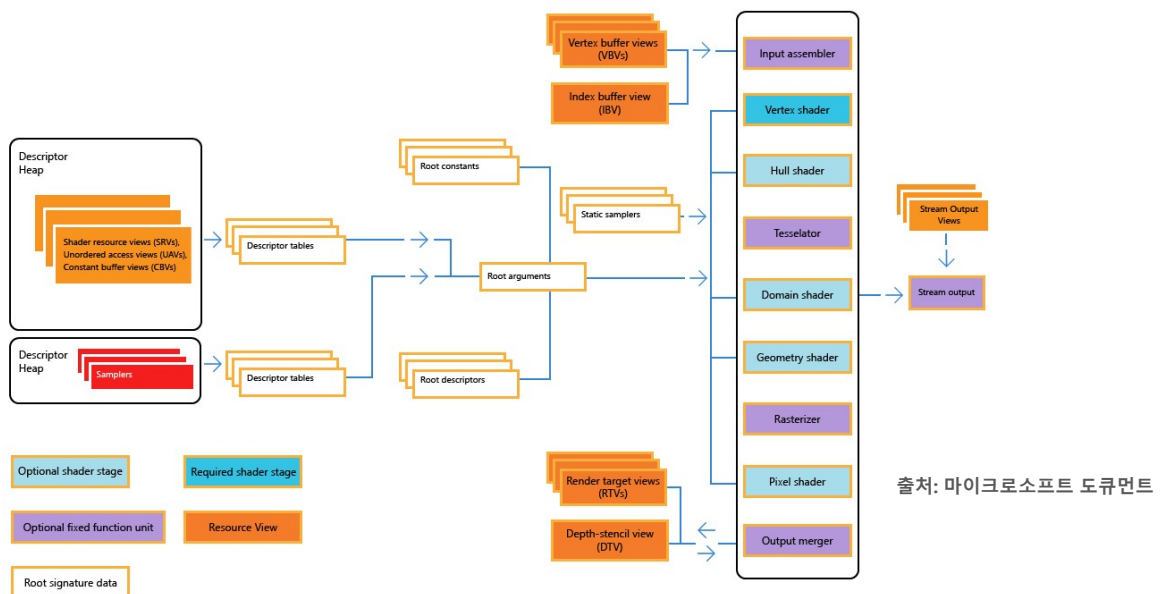 Vertex buffer views
(VBVs)
Index buffer view
(IBV)
Input assembler
Vertex shader
Hull shader
Tesselator
Domain shader
Geometry shader
Rasterizer
Pixel shader
Output merger
Descriptor
Heap
Shader resource views (SRVs),
Unordered access views (UAVs),
Constant buffer views (CBVs)
Descriptor tables
Root constants
Static samplers
Root arguments
Stream Output
Views
Stream output
Descriptor
Heap
Samplers
Descriptor tables
Root descriptors
Render target views
(RTVs)
Depth-stencil view
(DTV)
Optional shader stage
Required shader stage
Optional fixed function unit
Resource View
Root signature data
출처: 마이크로소프트 도큐먼트